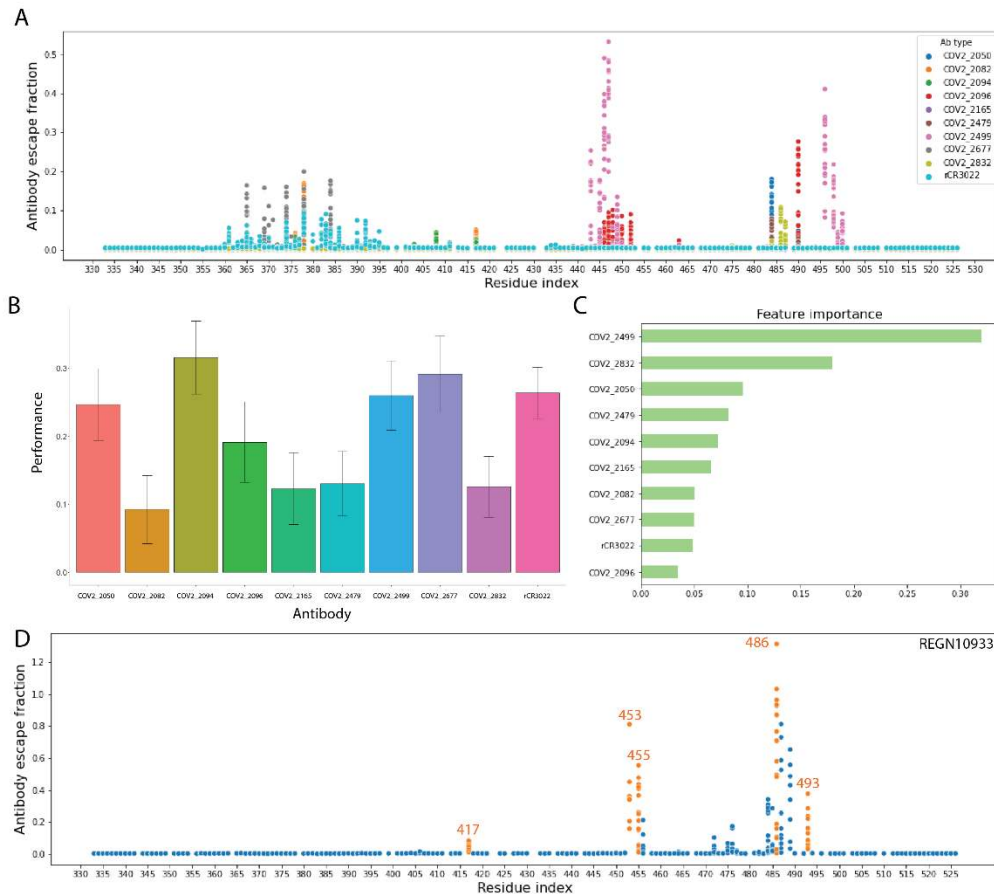 A
Antibody escape fraction
0.5
0.4
0.3
0.2
0.1
0.0
330 335 340 345 350 355 360 365 370 375 380 385 390 395 400 405 410 415 420 425 430 435 440 445 450 455 460 465 470 475 480 485 490 495 500 505 510 515 520 525 530
Residue index
Ab type
COV2_2050
COV2_2082
COV2_2094
COV2_2096
COV2_2165
COV2_2479
COV2_2499
COV2_2677
COV2_2832
rCR3022
B
Performance
0.3
0.2
0.1
0.0
COV2_2050 COV2_2082 COV2_2094 COV2_2096 COV2_2165 COV2_2479 COV2_2499 COV2_2677 COV2_2832 rCR3022
Antibody
C
Feature importance
COV2_2499
COV2_2832
COV2_2050
COV2_2479
COV2_2094
COV2_2165
COV2_2082
COV2_2677
rCR3022
COV2_2096
0.00 0.05 0.10 0.15 0.20 0.25 0.30
D
REGN10933
Antibody escape fraction
1.2
1.0
0.8
0.6
0.4
0.2
0.0
486
453
455
493
417
330 335 340 345 350 355 360 365 370 375 380 385 390 395 400 405 410 415 420 425 430 435 440 445 450 455 460 465 470 475 480 485 490 495 500 505 510 515 520 525
Residue index